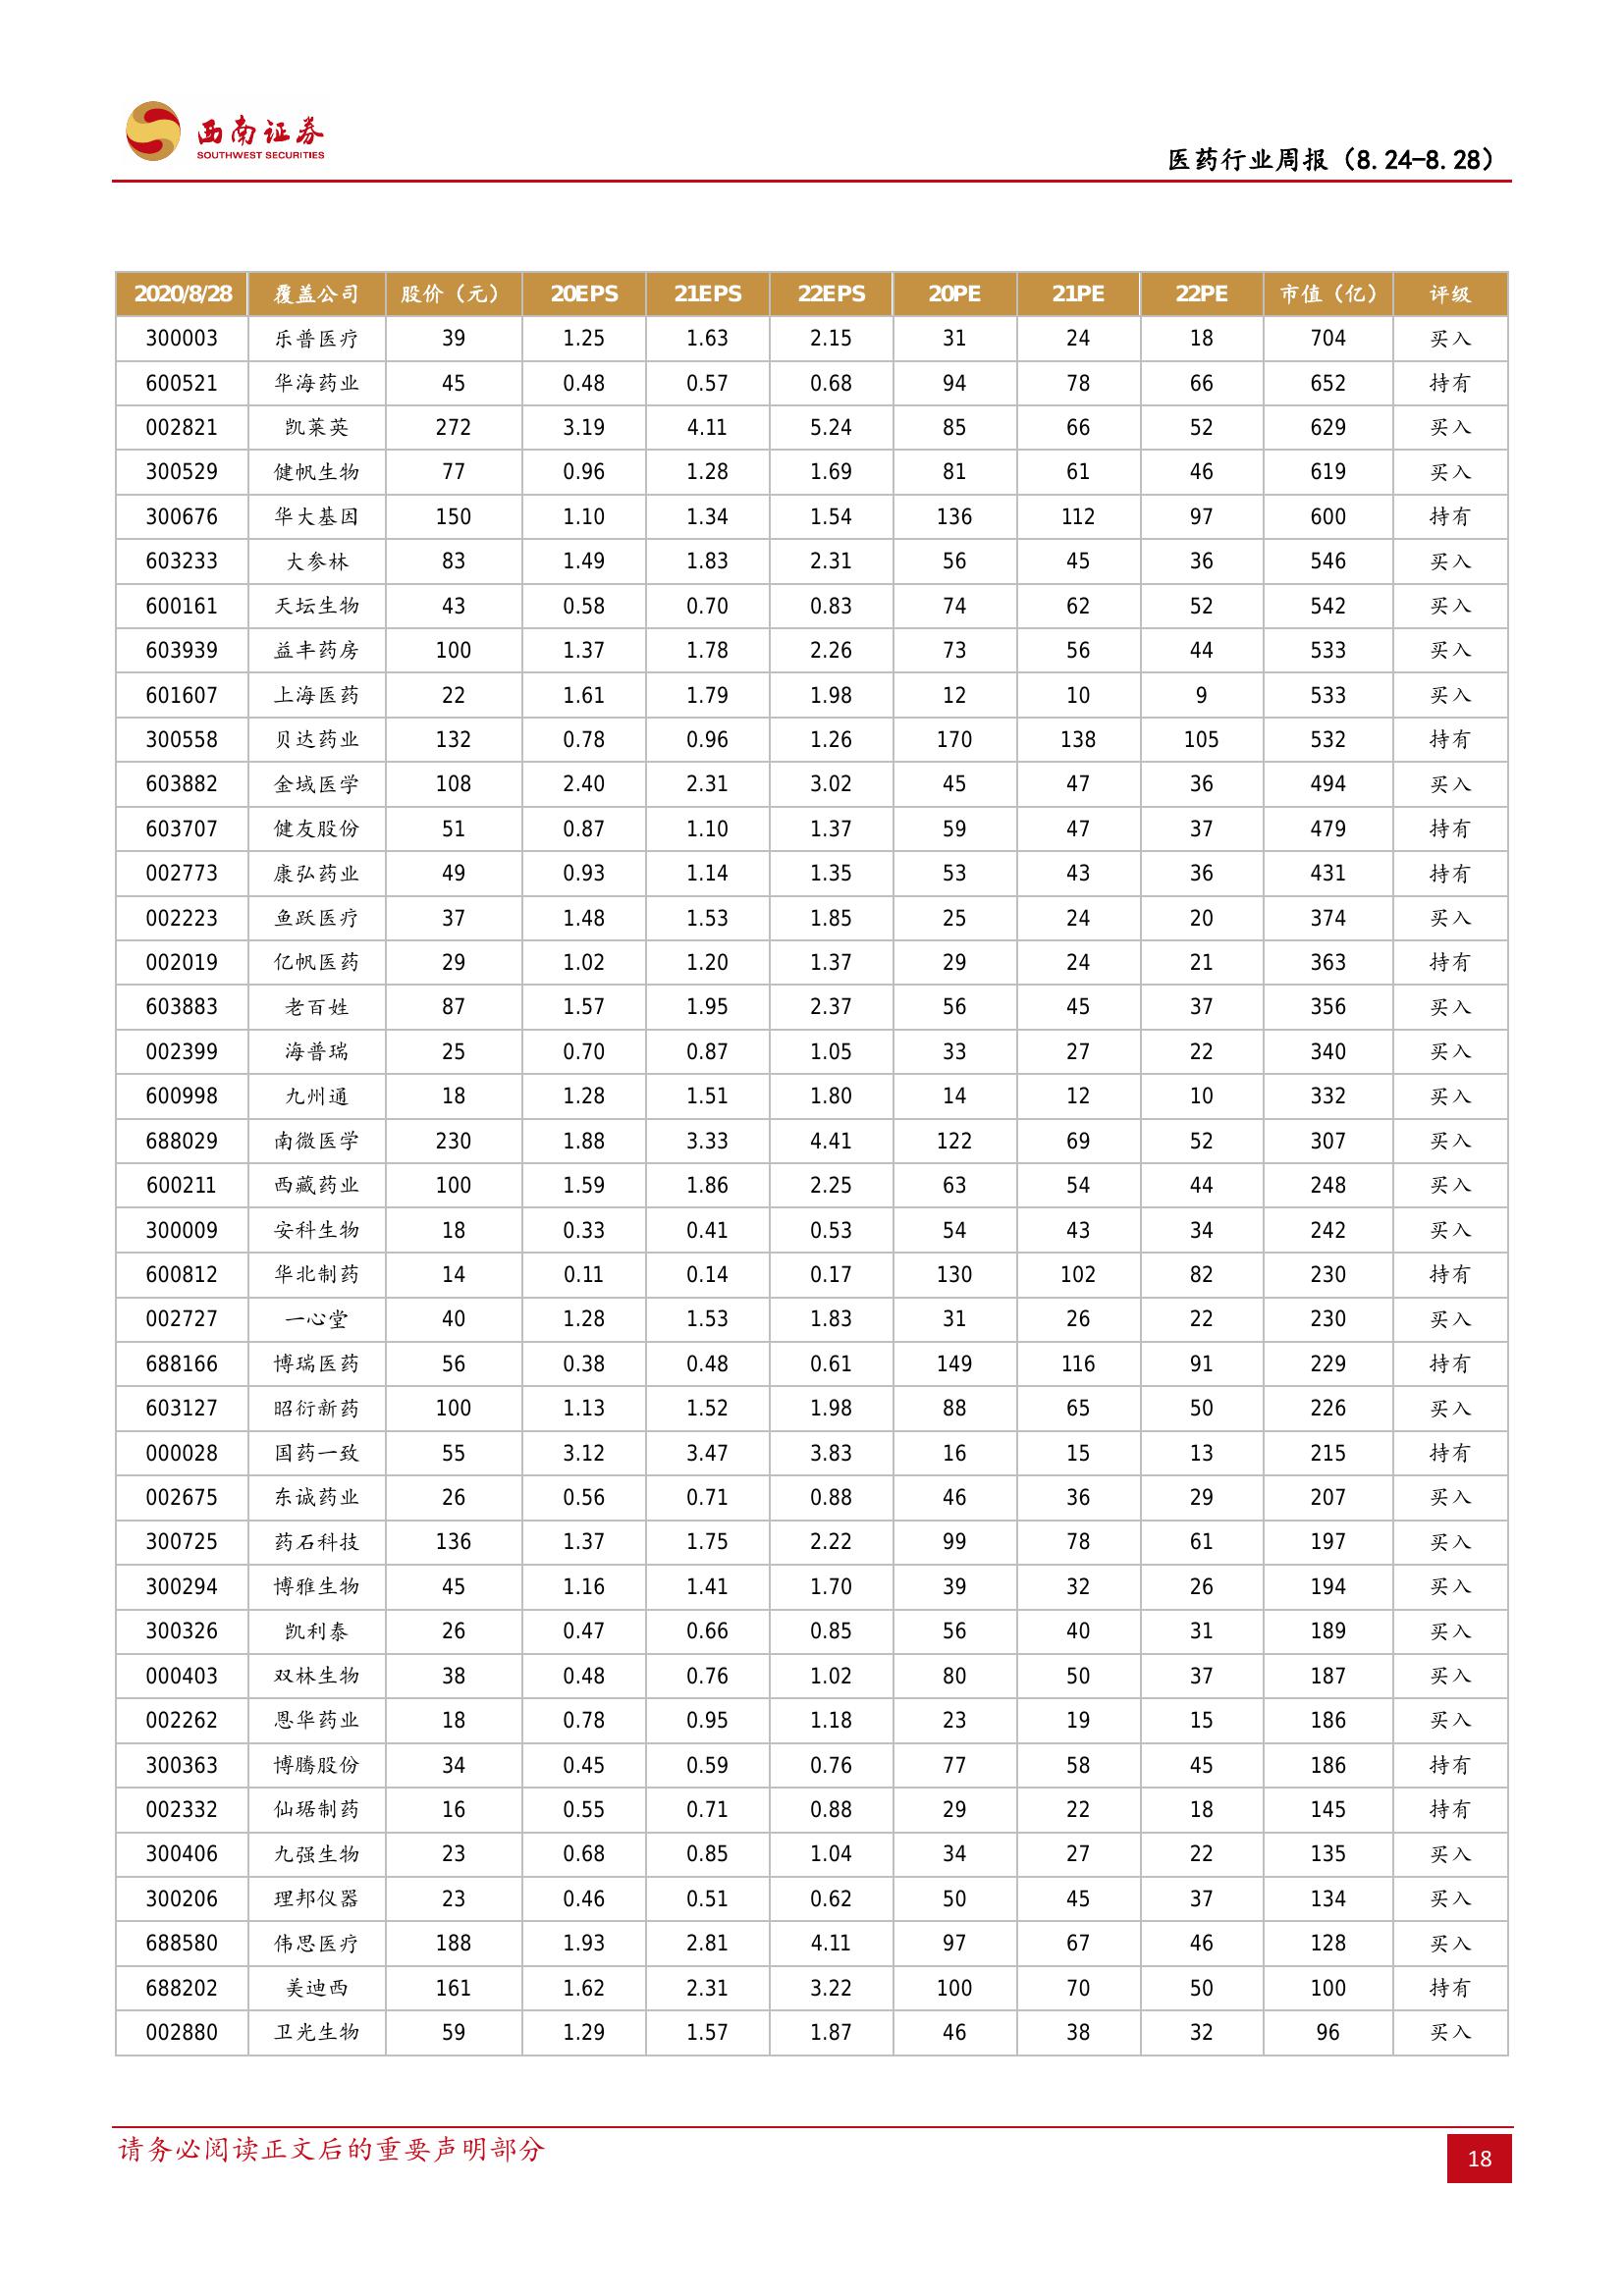 西南证券
SOUTHWEST SECURITIES
医药行业周报（8.24-8.28）
2020/8/28 覆盖公司 股价（元） 20EPS 21EPS 22EPS 20PE 21PE 22PE 市值（亿） 评级
300003 乐普医疗 39 1.25 1.63 2.15 31 24 18 704 买入
600521 华海药业 45 0.48 0.57 0.68 94 78 66 652 持有
002821 凯莱英 272 3.19 4.11 5.24 85 66 52 629 买入
300529 健帆生物 77 0.96 1.28 1.69 81 61 46 619 买入
300676 华大基因 150 1.10 1.34 1.54 136 112 97 600 持有
603233 大参林 83 1.49 1.83 2.31 56 45 36 546 买入
600161 天坛生物 43 0.58 0.70 0.83 74 62 52 542 买入
603939 益丰药房 100 1.37 1.78 2.26 73 56 44 533 买入
601607 上海医药 22 1.61 1.79 1.98 12 10 9 533 买入
300558 贝达药业 132 0.78 0.96 1.26 170 138 105 532 持有
603882 金域医学 108 2.40 2.31 3.02 45 47 36 494 买入
603707 健友股份 51 0.87 1.10 1.37 59 47 37 479 持有
002773 康弘药业 49 0.93 1.14 1.35 53 43 36 431 持有
002223 鱼跃医疗 37 1.48 1.53 1.85 25 24 20 374 买入
002019 亿帆医药 29 1.02 1.20 1.37 29 24 21 363 持有
603883 老百姓 87 1.57 1.95 2.37 56 45 37 356 买入
002399 海普瑞 25 0.70 0.87 1.05 33 27 22 340 买入
600998 九州通 18 1.28 1.51 1.80 14 12 10 332 买入
688029 南微医学 230 1.88 3.33 4.41 122 69 52 307 买入
600211 西藏药业 100 1.59 1.86 2.25 63 54 44 248 买入
300009 安科生物 18 0.33 0.41 0.53 54 43 34 242 买入
600812 华北制药 14 0.11 0.14 0.17 130 102 82 230 持有
002727 一心堂 40 1.28 1.53 1.83 31 26 22 230 买入
688166 博瑞医药 56 0.38 0.48 0.61 149 116 91 229 持有
603127 昭衍新药 100 1.13 1.52 1.98 88 65 50 226 买入
000028 国药一致 55 3.12 3.47 3.83 16 15 13 215 持有
002675 东诚药业 26 0.56 0.71 0.88 46 36 29 207 买入
300725 药石科技 136 1.37 1.75 2.22 99 78 61 197 买入
300294 博雅生物 45 1.16 1.41 1.70 39 32 26 194 买入
300326 凯利泰 26 0.47 0.66 0.85 56 40 31 189 买入
000403 双林生物 38 0.48 0.76 1.02 80 50 37 187 买入
002262 恩华药业 18 0.78 0.95 1.18 23 19 15 186 买入
300363 博腾股份 34 0.45 0.59 0.76 77 58 45 186 持有
002332 仙琚制药 16 0.55 0.71 0.88 29 22 18 145 持有
300406 九强生物 23 0.68 0.85 1.04 34 27 22 135 买入
300206 理邦仪器 23 0.46 0.51 0.62 50 45 37 134 买入
688580 伟思医疗 188 1.93 2.81 4.11 97 67 46 128 买入
688202 美迪西 161 1.62 2.31 3.22 100 70 50 100 持有
002880 卫光生物 59 1.29 1.57 1.87 46 38 32 96 买入
请务必阅读正文后的重要声明部分
18